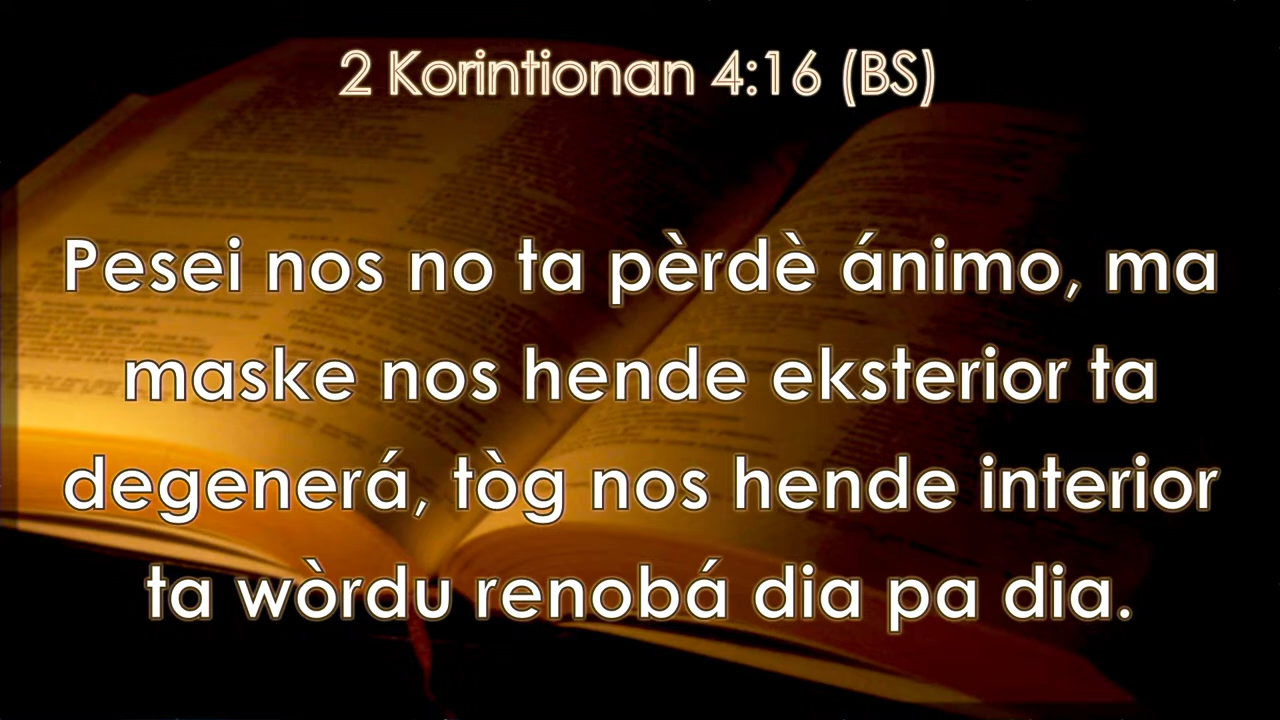 2 Korintionan 4:16 (BS)
Pesei nos no ta pèrdè ánimo, ma
maske nos hende eksterior ta
degenerá, tòg nos hende interior
ta wòrdu renobá dia pa dia.